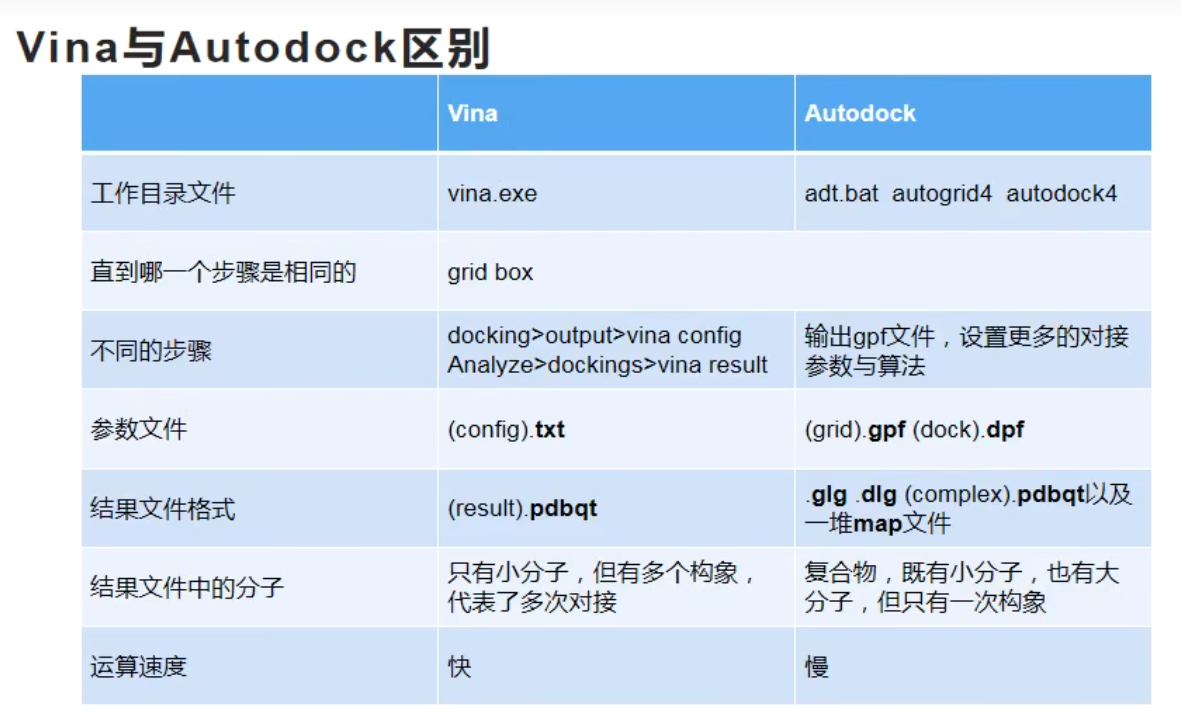 Vina与Autodock区别
Vina Autodock
工作目录文件 vina.exe adt.bat autogrid4 autodock4
直到哪一个步骤是相同的 grid box
不同的步骤
docking>output>vina config
Analyze>dockings>vina result
输出gpf文件，设置更多的对接
参数与算法
参数文件 (config).txt (grid).gpf (dock).dpf
结果文件格式 (result).pdbqt
.glg .dlg (complex).pdbqt以及
一堆map文件
结果文件中的分子
只有小分子，但有多个构象，
代表了多次对接
复合物，既有小分子，也有大
分子，但只有一次构象
运算速度 快 慢